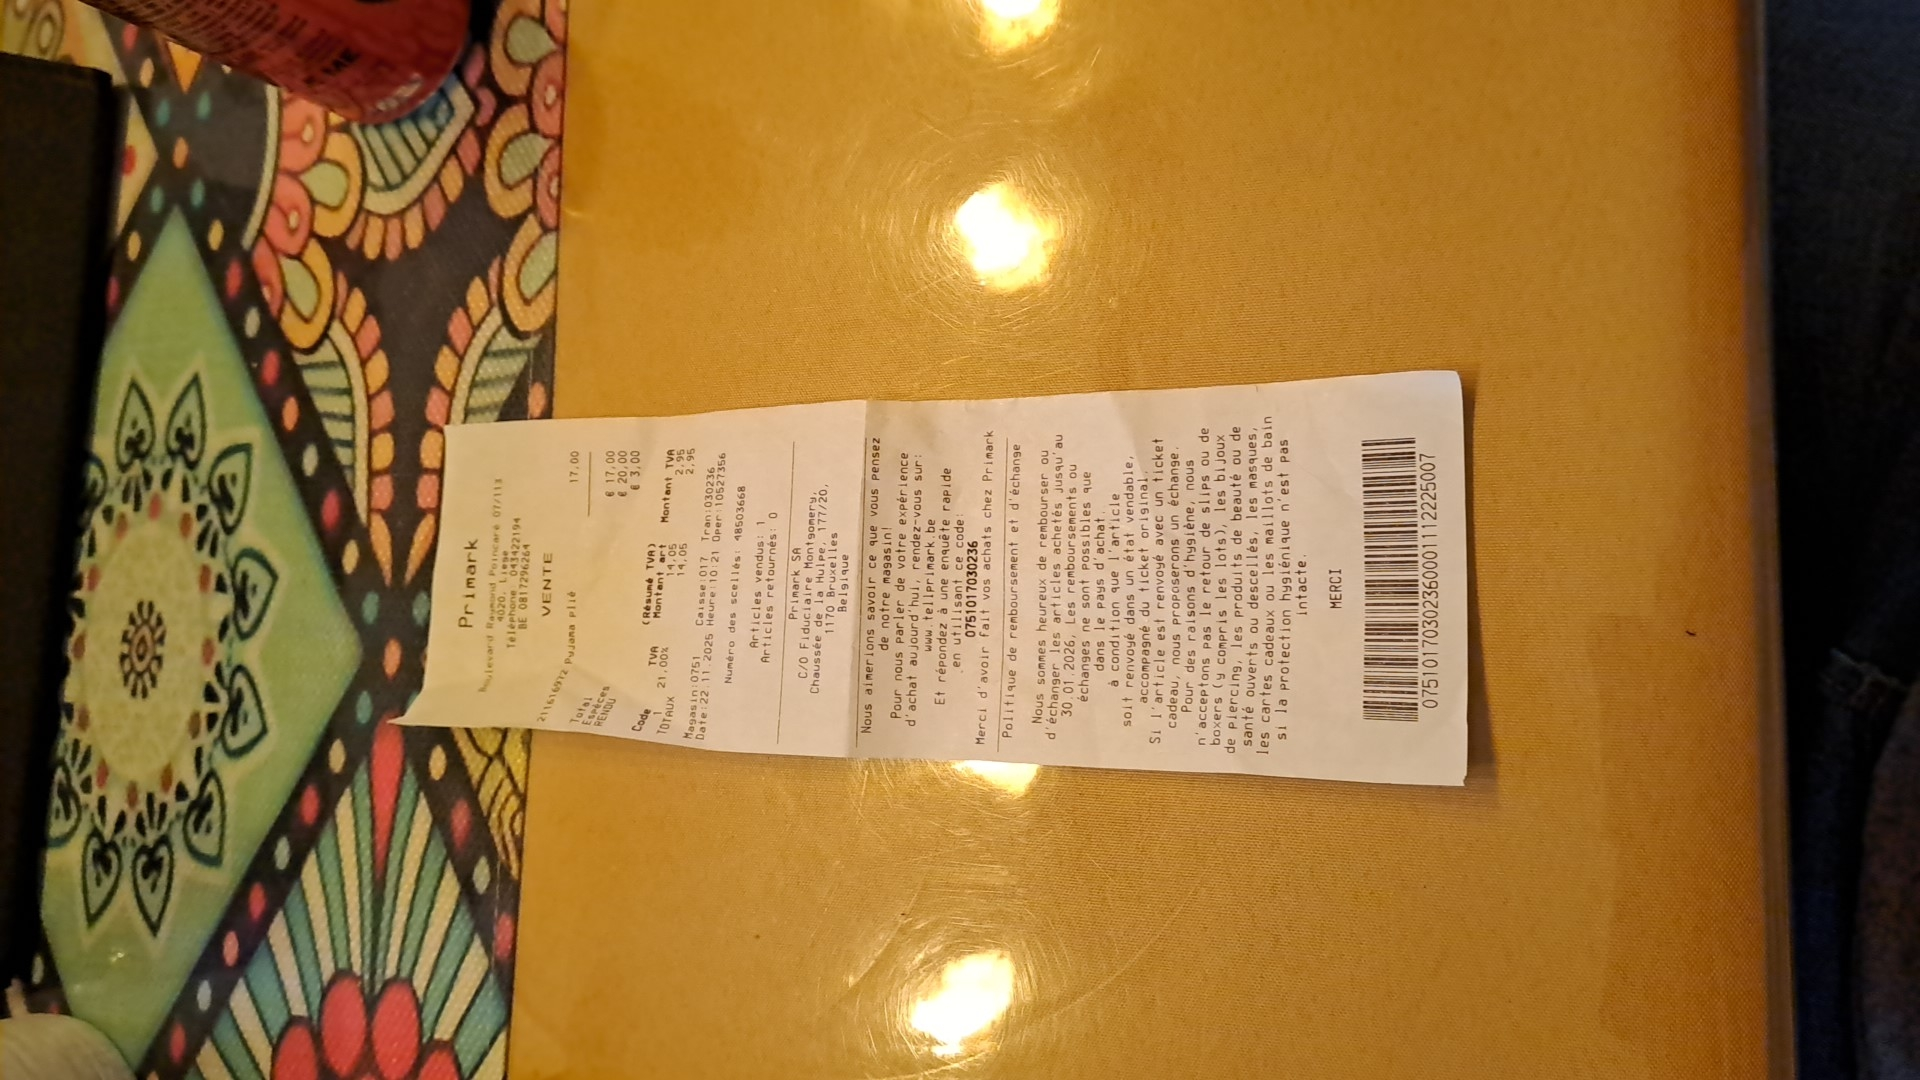 Primark
Boulevard Raymond Poincare 07/113
4020, Liege
Téléphone 043422194
BE 0817296264
VENTE
211616972 Pyjama plié 17,00
Total € 17,00
Espèces € 20,00
RENDU € 3,00
(Résumé TVA)
Code TVA Montant art Montant TVA
1 21,00% 14,05 2,95
TOTAUX 14,05 2,95
Magasin:0751 Caisse:017 Tran:030236
Date:22.11.2025 Heure:10:21 Oper:10527356
Numéro des scellés: 48503668
Articles vendus: 1
Articles retournés: 0
Primark SA
C/O Fiduciaire Montgomery,
Chaussée de la Hulpe, 177/20,
1170 Bruxelles
Belgique
Nous aimerions savoir ce que vous pensez
de notre magasin!
Pour nous parler de votre expérience
d'achat aujourd'hui, rendez-vous sur:
www.tellprimark.be
Et répondez à une enquête rapide
en utilisant ce code:
075101703023​6
Merci d'avoir fait vos achats chez Primark
Politique de remboursement et d'échange
Nous sommes heureux de rembourser ou
d'échanger les articles achetés jusqu'au
30.01.2026, Les remboursements ou
échanges ne sont possibles que
dans le pays d'achat,
à condition que l'article
soit renvoyé dans un état vendable,
accompagné du ticket original.
Si l'article est renvoyé avec un ticket
cadeau, nous proposerons un échange.
Pour des raisons d'hygiène, nous
n'acceptons pas le retour de slips ou de
boxers (y compris les lots), les bijoux
de piercing, les produits de beauté ou de
santé ouverts ou descellés, les masques,
les cartes cadeaux ou les maillots de bain
si la protection hygiénique n'est pas
intacte.
MERCI
075101703023600011122225007